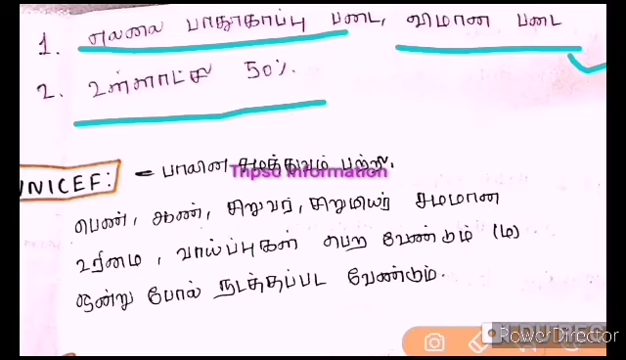 1. எல்லை பாதுகாப்பு படை, விமான படை
2. உள்ளாட்சி 50%.
UNICEF: - பாலின சமத்துவம் பற்றி.
Tnpsc Information
பெண், ஆண், சிறுவர், சிறுமியர் சமமான
உரிமை, வாய்ப்புகள் பெற வேண்டும் (ம)
ஒன்று போல் நடத்தப்பட வேண்டும்.
PowerDirector